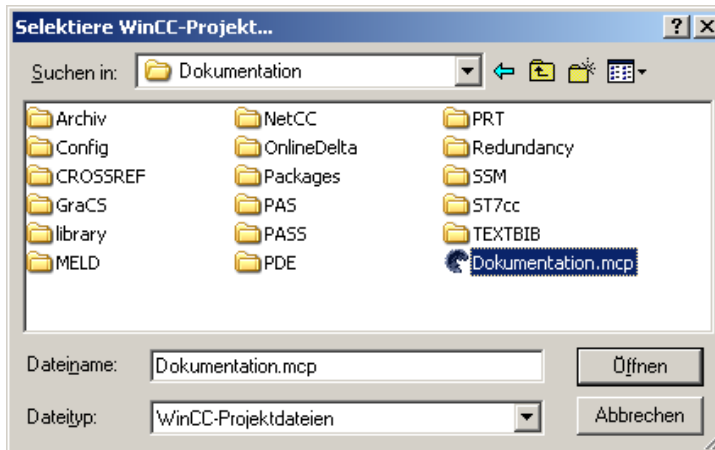 Selektiere WinCC-Projekt...
Suchen in: Dokumentation
Archiv NetCC PRT
Config OnlineDelta Redundancy
CROSSREF Packages SSM
GraCS PAS ST7cc
library PASS TEXTBIB
MELD PDE Dokumentation.mcp
Dateiname: Dokumentation.mcp Öffnen
Dateityp: WinCC-Projektdateien Abbrechen